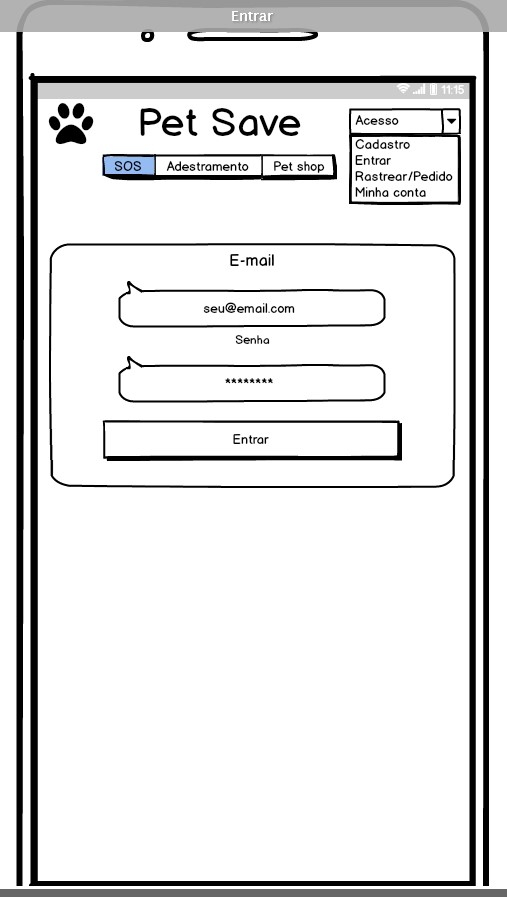 Entrar
11:15
Pet Save
Acesso
Cadastro
Entrar
Rastrear/Pedido
Minha conta
SOS Adestramento Pet shop
E-mail
seu@email.com
Senha
********
Entrar